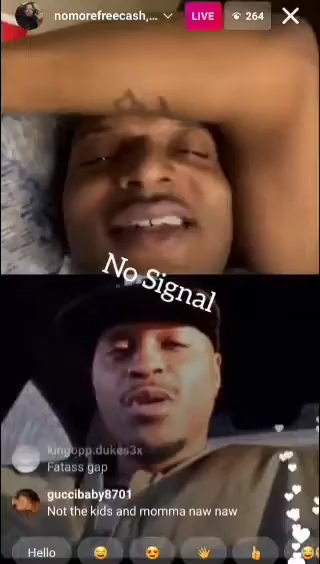 nomorefreecash,...
LIVE
264
No Signal
kingopp.dukes3x
Fatass gap
guccibaby8701
Not the kids and momma naw naw
Hello